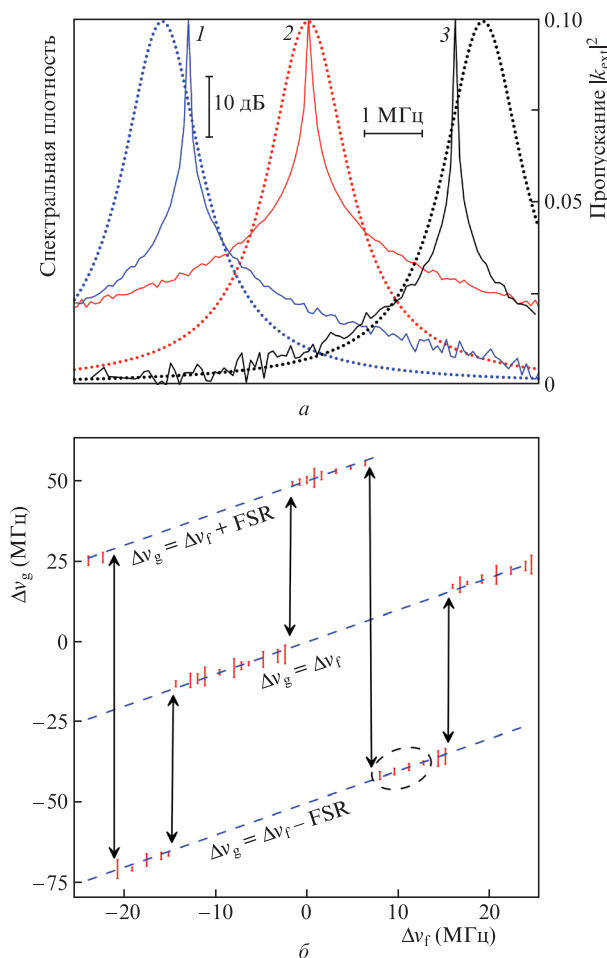 Спектральная плотность
1
2
3
10 дБ
1 МГц
0.10
0.05
0
Пропускание |k_ext|²
а
Δν_g (МГц)
50
25
0
−25
−50
−75
Δν_g = Δν_f + FSR
Δν_g = Δν_f
Δν_g = Δν_f − FSR
−20
−10
0
10
20
Δν_f (МГц)
б